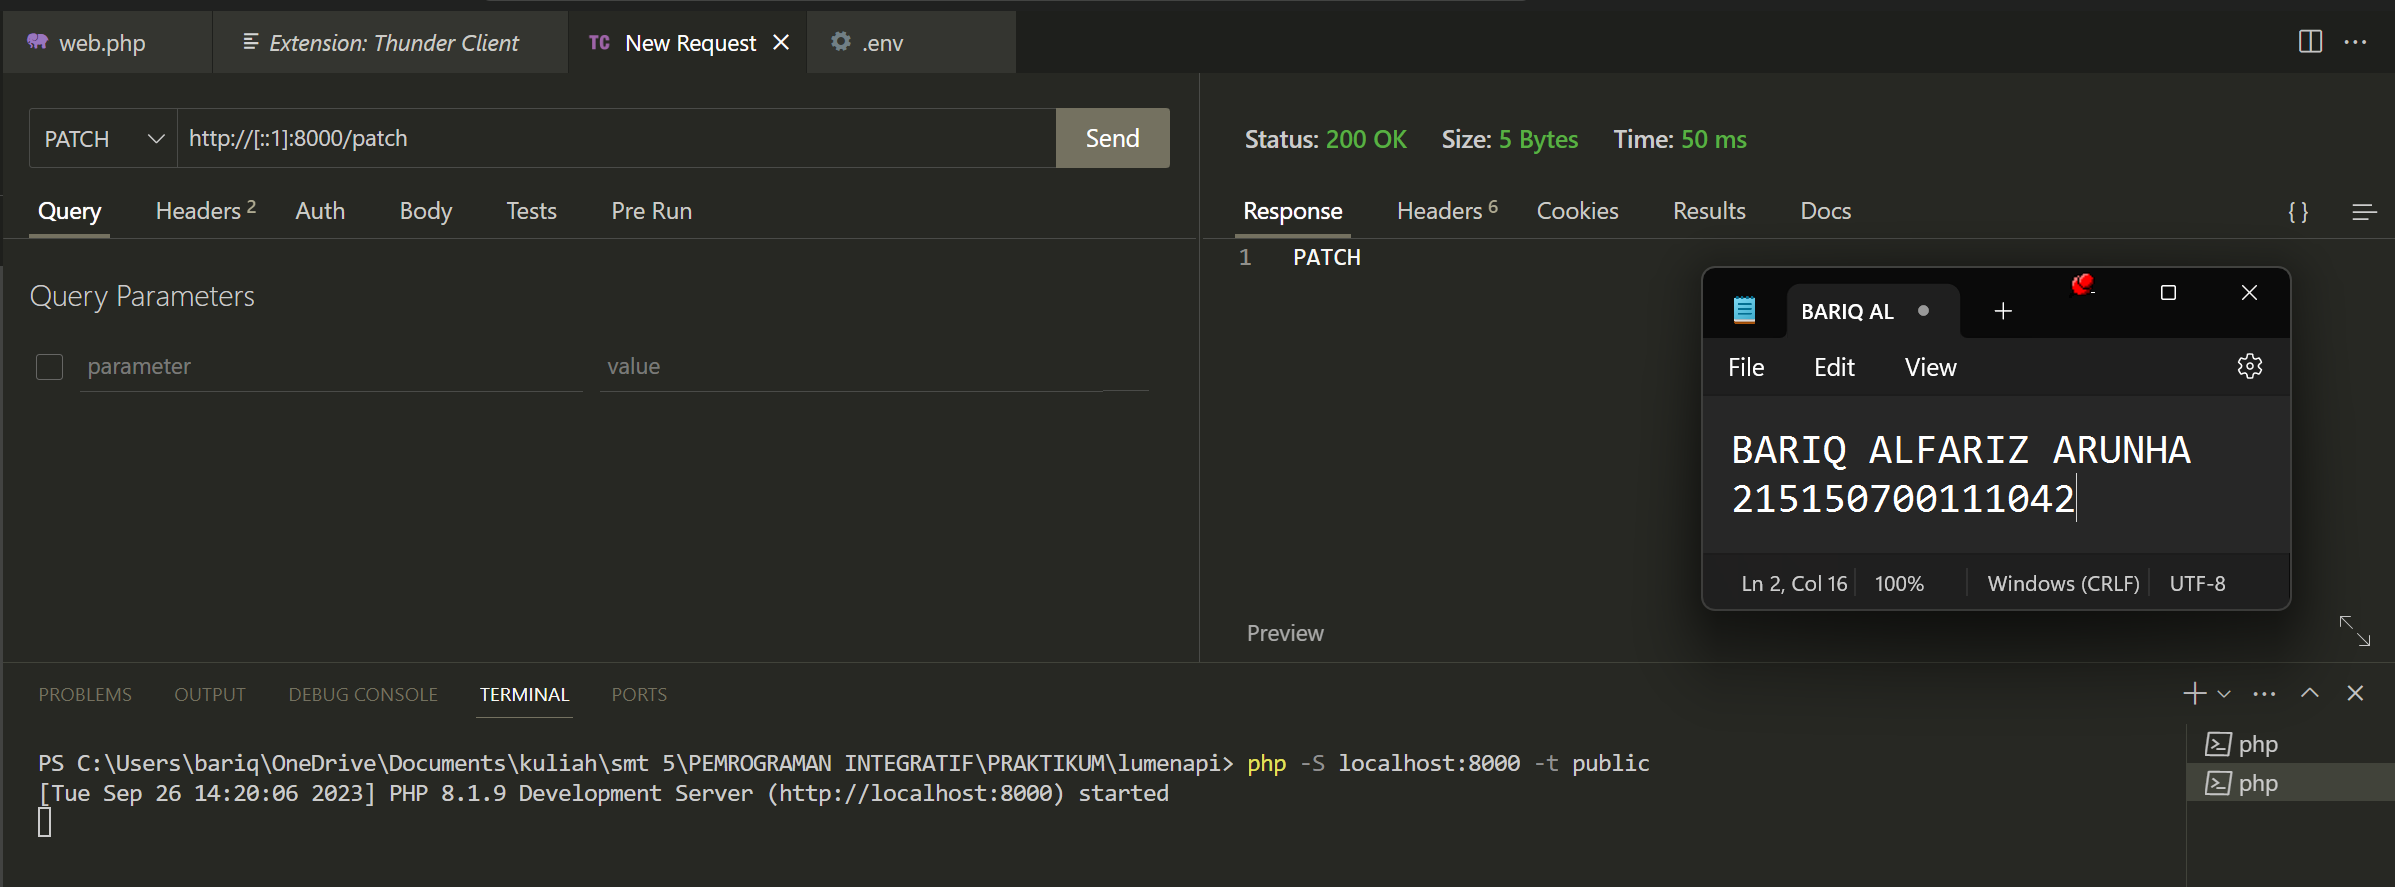 web.php
Extension: Thunder Client
TC New Request
.env
PATCH
http://[::1]:8000/patch
Send
Status: 200 OK Size: 5 Bytes Time: 50 ms
Query Headers 2 Auth Body Tests Pre Run
Response Headers 6 Cookies Results Docs
{ }
1 PATCH
Query Parameters
parameter value
BARIQ AL
File Edit View
BARIQ ALFARIZ ARUNHA
215150700111042
Ln 2, Col 16 100% Windows (CRLF) UTF-8
Preview
PROBLEMS OUTPUT DEBUG CONSOLE TERMINAL PORTS
PS C:\Users\bariq\OneDrive\Documents\kuliah\smt 5\PEMROGRAMAN INTEGRATIF\PRAKTIKUM\lumenapi> php -S localhost:8000 -t public
[Tue Sep 26 14:20:06 2023] PHP 8.1.9 Development Server (http://localhost:8000) started
php
php